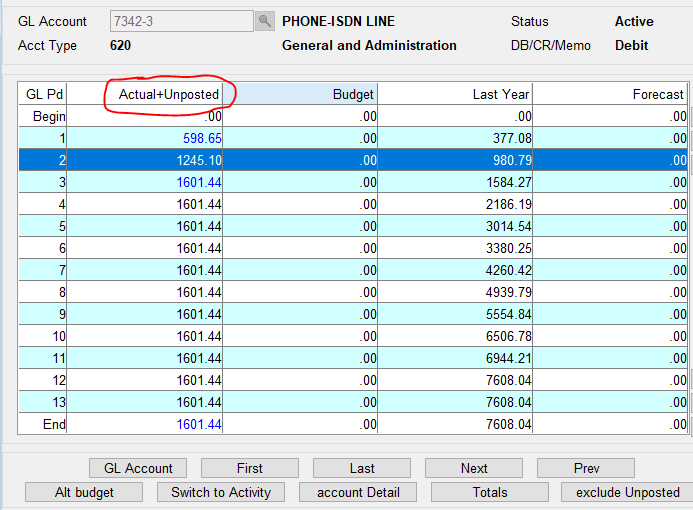 GL Account 7342-3 PHONE-ISDN LINE Status Active
Acct Type 620 General and Administration DB/CR/Memo Debit
GL Pd Actual+Unposted Budget Last Year Forecast
Begin .00 .00 .00 .00
1 598.65 .00 377.08 .00
2 1245.10 .00 980.79 .00
3 1601.44 .00 1584.27 .00
4 1601.44 .00 2186.19 .00
5 1601.44 .00 3014.54 .00
6 1601.44 .00 3380.25 .00
7 1601.44 .00 4260.42 .00
8 1601.44 .00 4939.79 .00
9 1601.44 .00 5554.84 .00
10 1601.44 .00 6506.78 .00
11 1601.44 .00 6944.21 .00
12 1601.44 .00 7608.04 .00
13 1601.44 .00 7608.04 .00
End 1601.44 .00 7608.04 .00
GL Account First Last Next Prev
Alt budget Switch to Activity account Detail Totals exclude Unposted